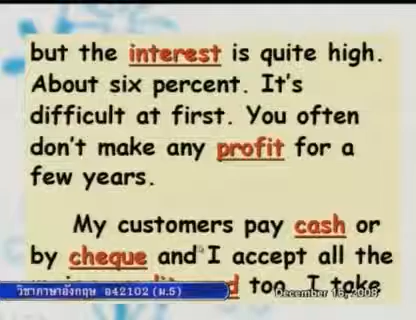 but the interest is quite high.
About six percent. It's
difficult at first. You often
don't make any profit for a
few years.
My customers pay cash or
by cheque and I accept all the
too. I take
วิชาภาษาอังกฤษ อ42102 (ม.5)
December 18, 2008